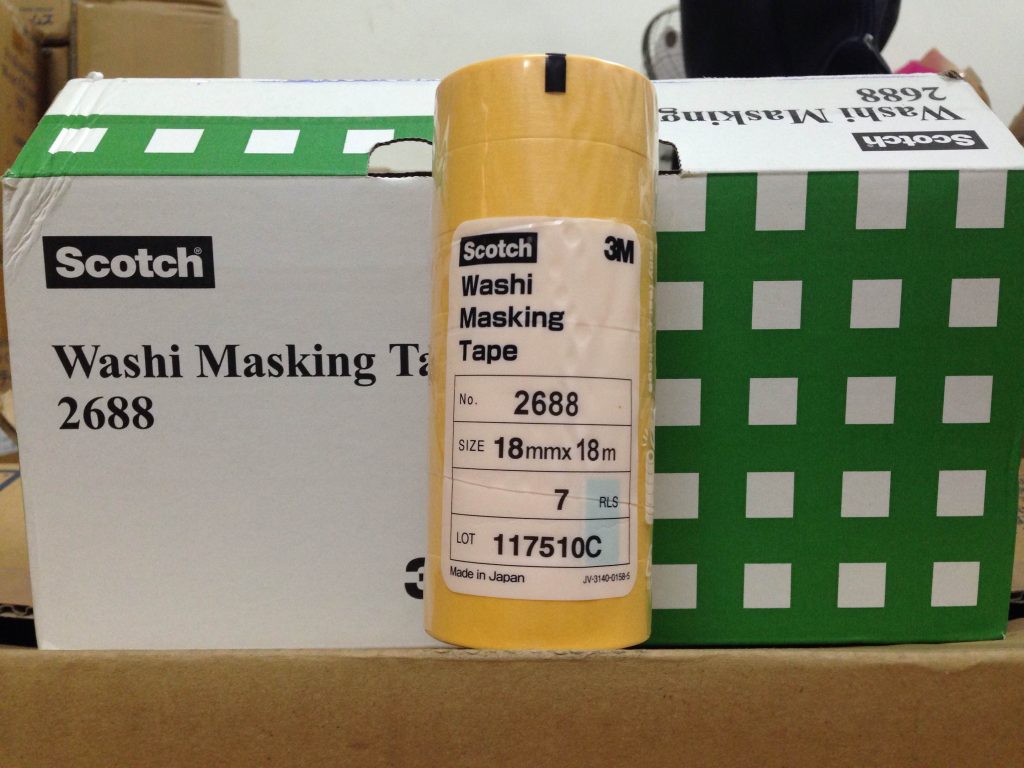 Washi Masking
2688
Scotch
Scotch
Washi Masking Ta
2688
Scotch 3M
Washi
Masking
Tape
No. 2688
SIZE 18mmx18m
7 RLS
LOT 117510C
Made in Japan JV-3140-0158-5